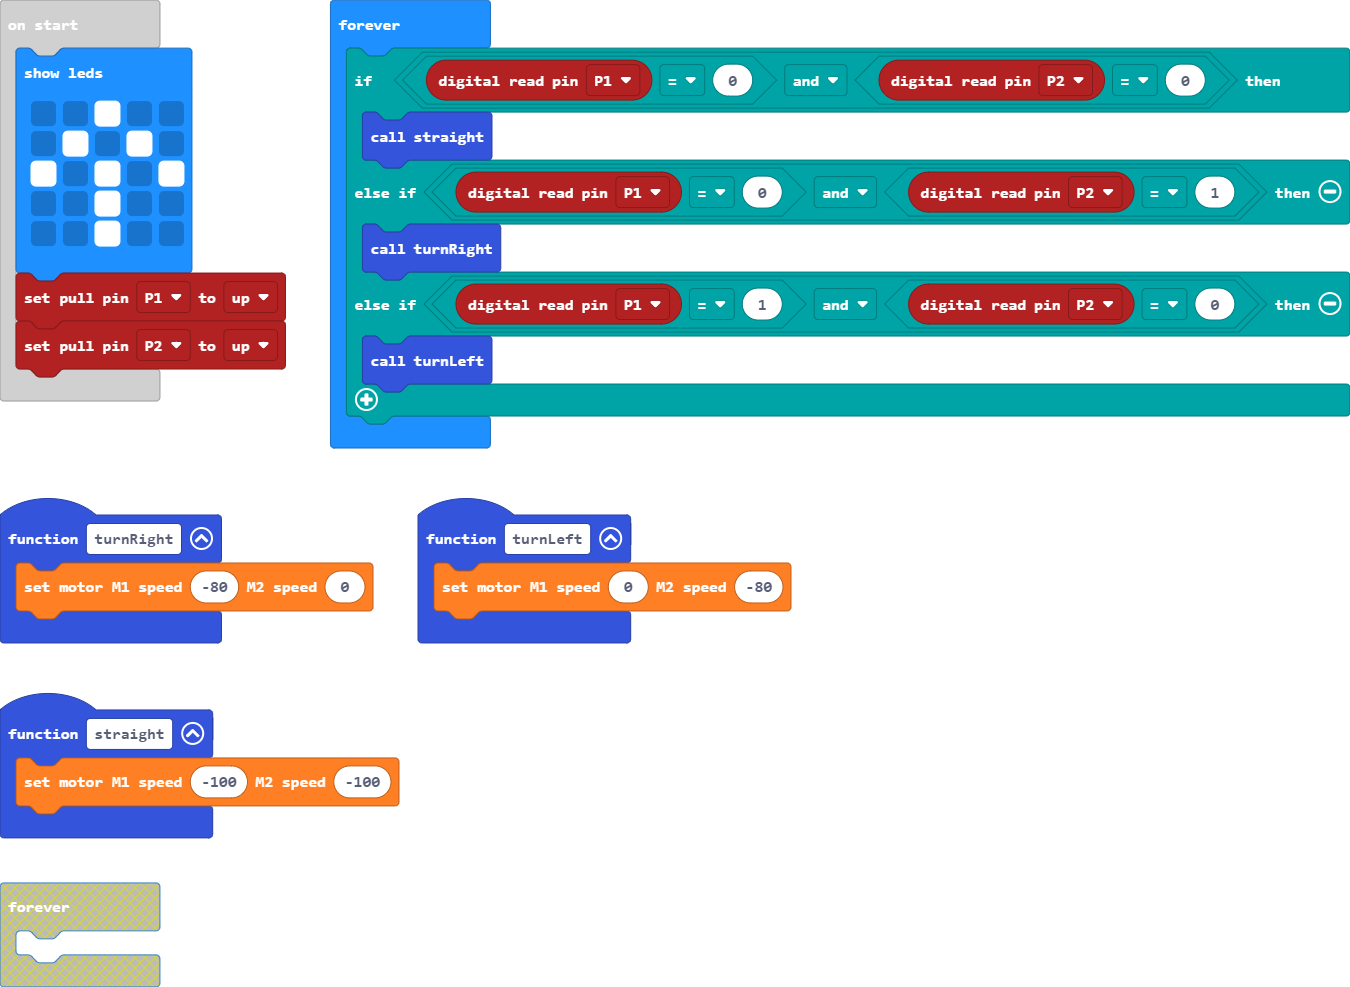 on start
show leds
set pull pin P1 to up
set pull pin P2 to up
forever
if digital read pin P1 = 0 and digital read pin P2 = 0 then
call straight
else if digital read pin P1 = 0 and digital read pin P2 = 1 then
call turnRight
else if digital read pin P1 = 1 and digital read pin P2 = 0 then
call turnLeft
function turnRight
set motor M1 speed -80 M2 speed 0
function turnLeft
set motor M1 speed 0 M2 speed -80
function straight
set motor M1 speed -100 M2 speed -100
forever